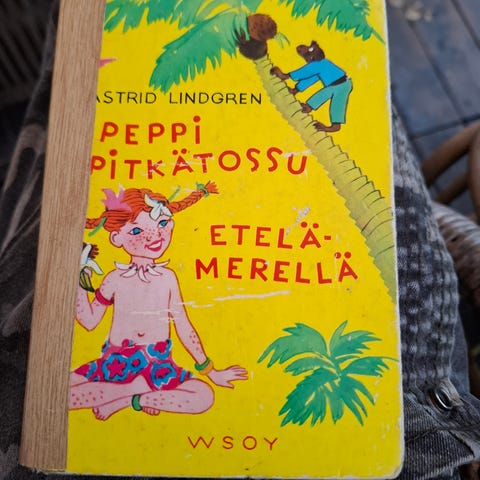 ASTRID LINDGREN
PEPPI
PITKÄTOSSU
ETELÄ-
MERELLÄ
WSOY